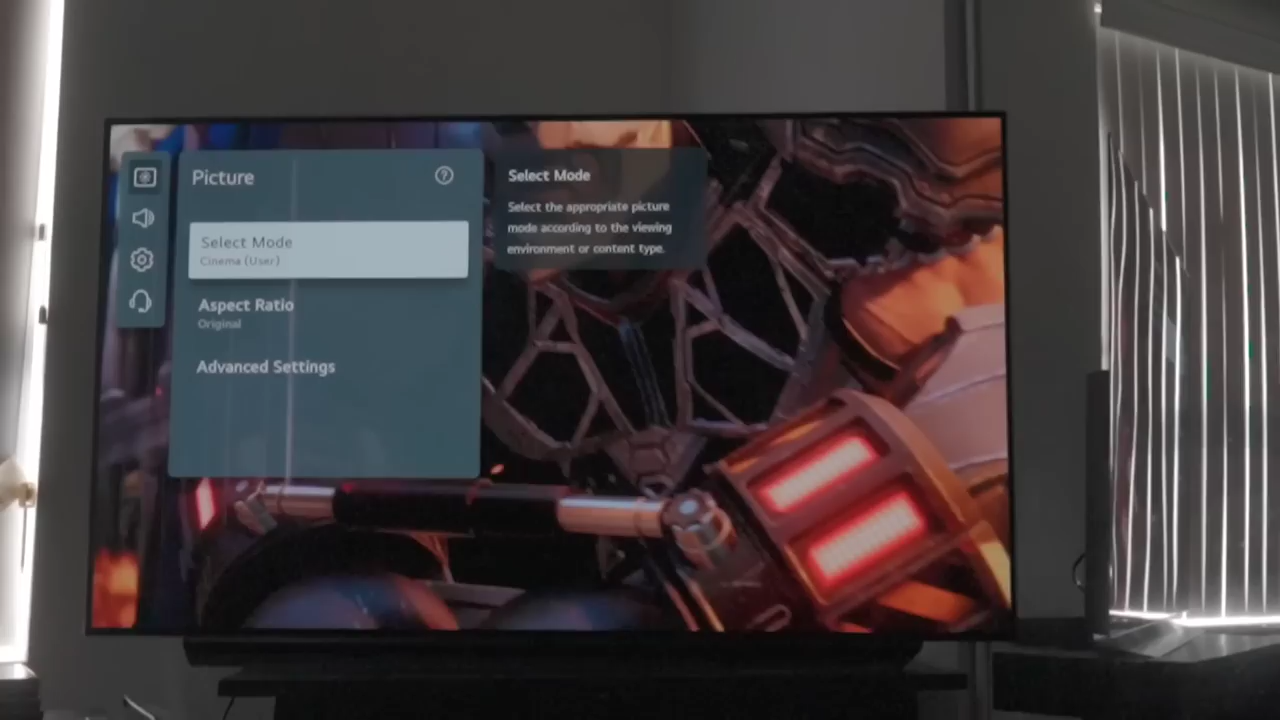 Picture
Select Mode
Cinema (User)
Aspect Ratio
Original
Advanced Settings
Select Mode
Select the appropriate picture
mode according to the viewing
environment or content type.